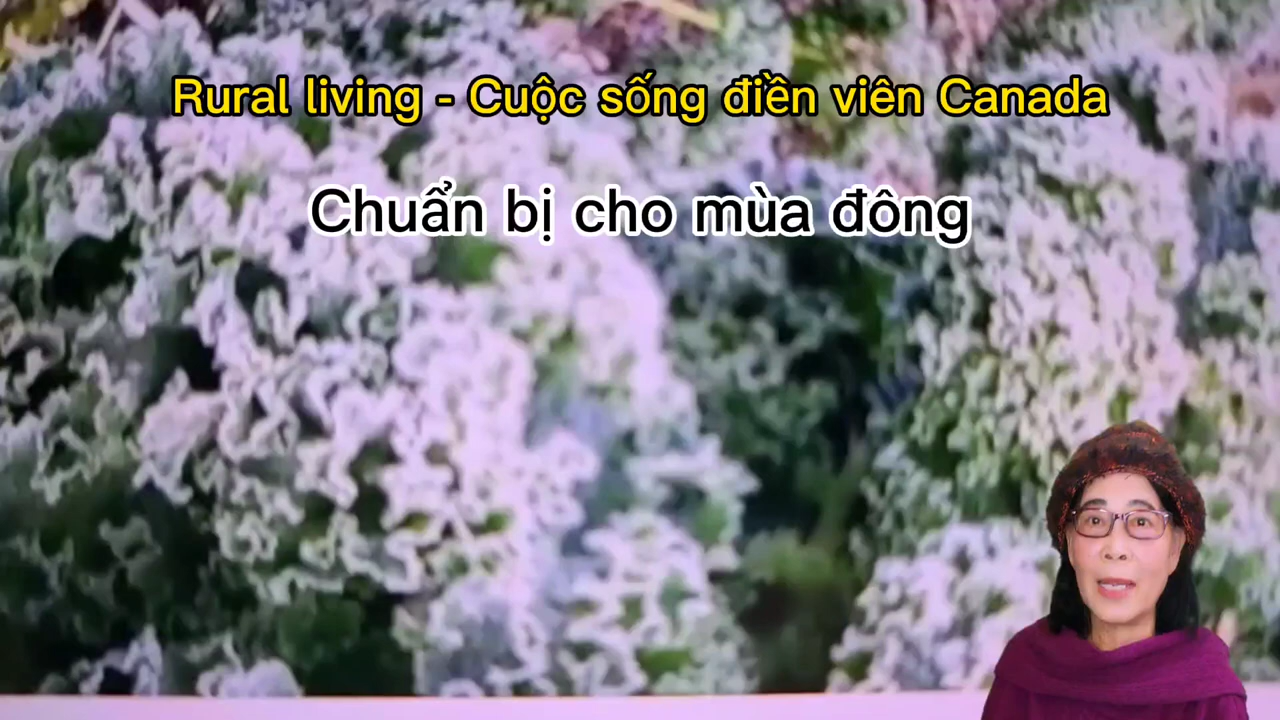 Rural living - Cuộc sống điền viên Canada
Chuẩn bị cho mùa đông